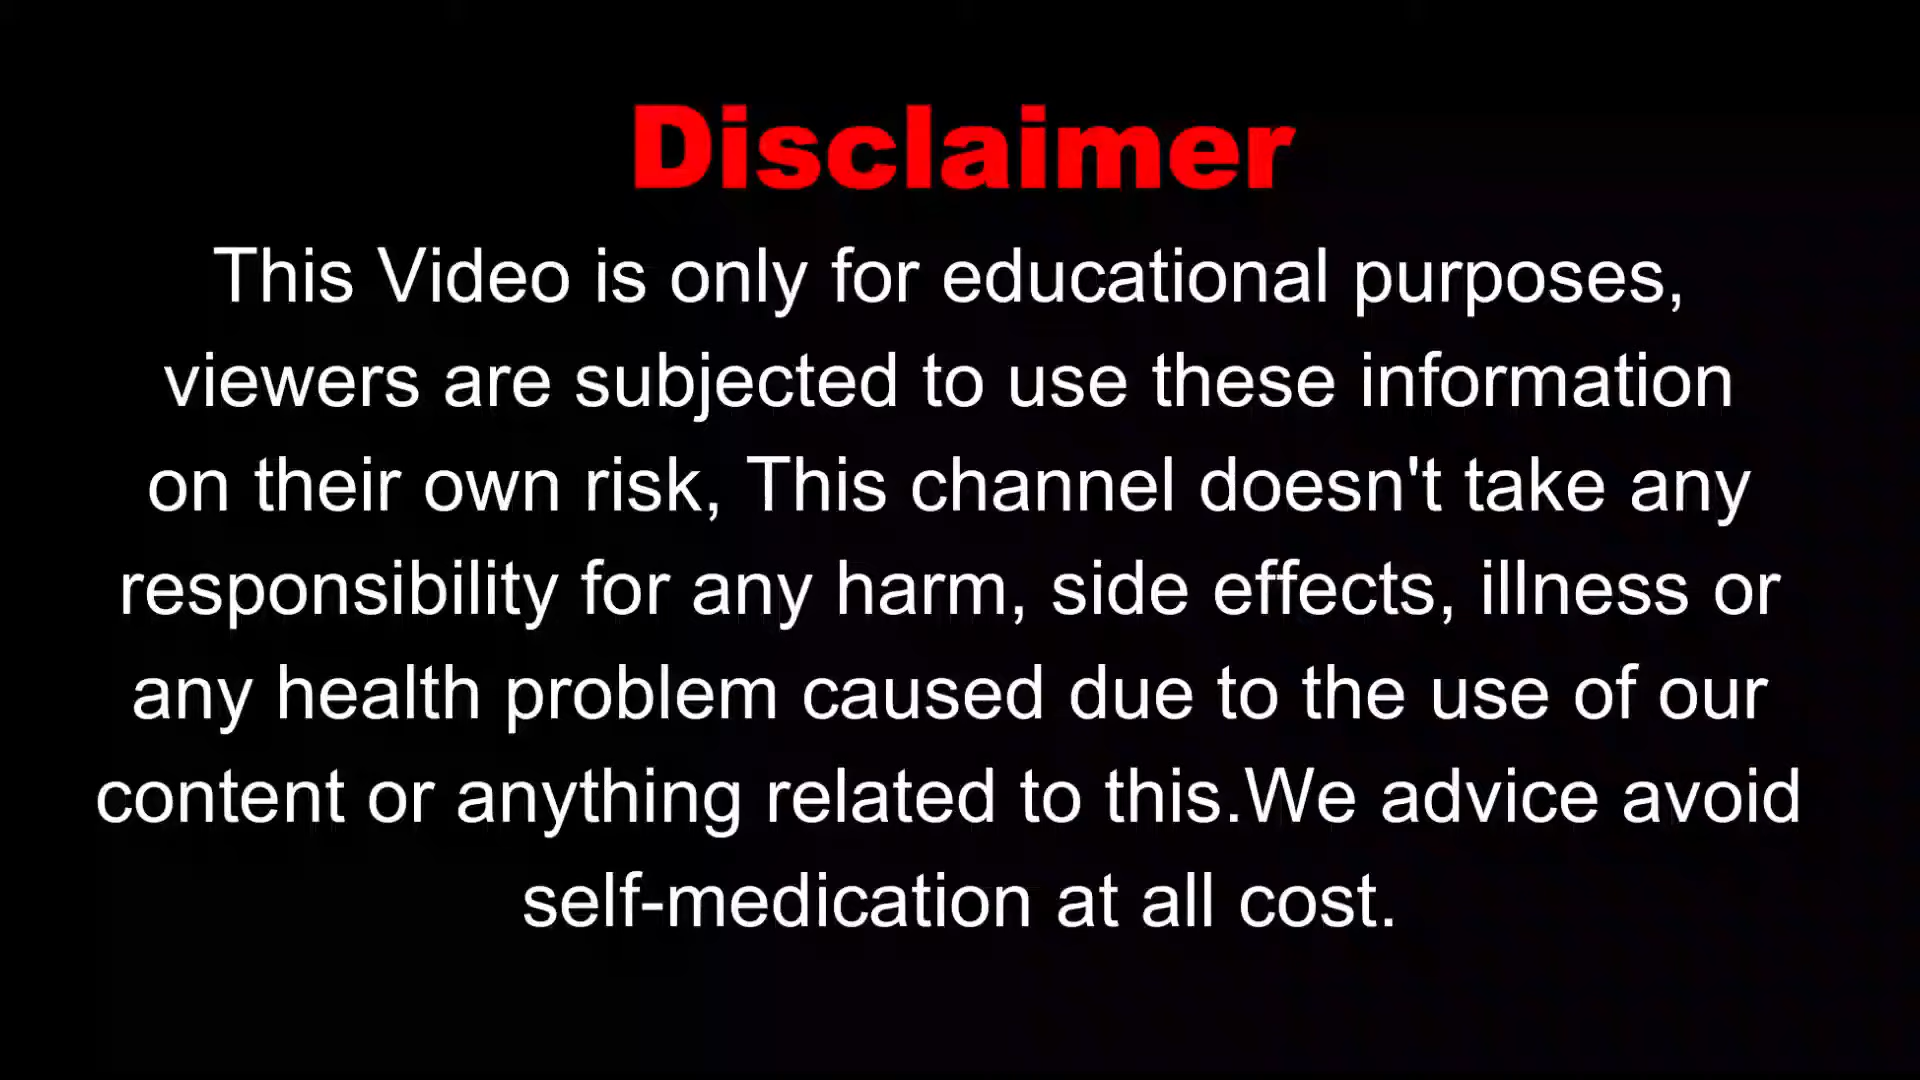 Disclaimer
This Video is only for educational purposes,
viewers are subjected to use these information
on their own risk, This channel doesn't take any
responsibility for any harm, side effects, illness or
any health problem caused due to the use of our
content or anything related to this.We advice avoid
self-medication at all cost.